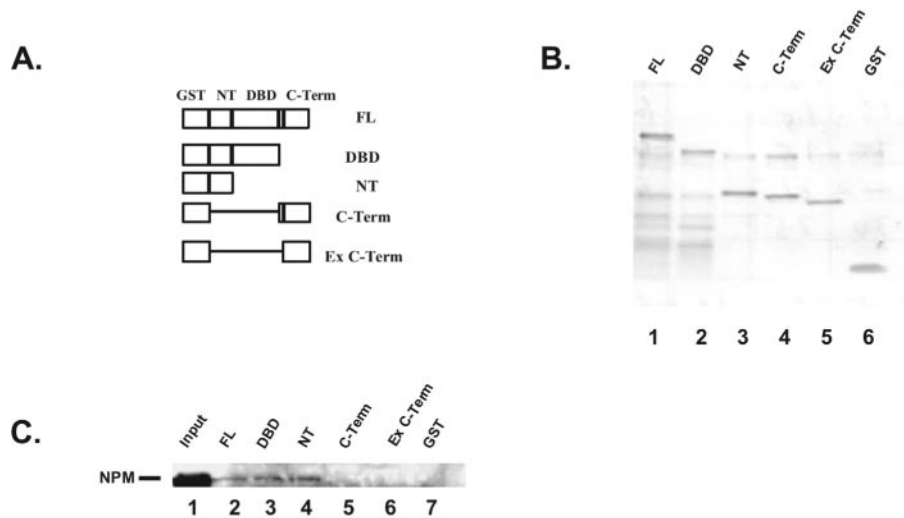 A.
GST NT DBD C-Term
FL
DBD
NT
C-Term
Ex C-Term
B.
FL DBD NT C-Term Ex C-Term GST
1 2 3 4 5 6
C.
Input FL DBD NT C-Term Ex C-Term GST
NPM
1 2 3 4 5 6 7